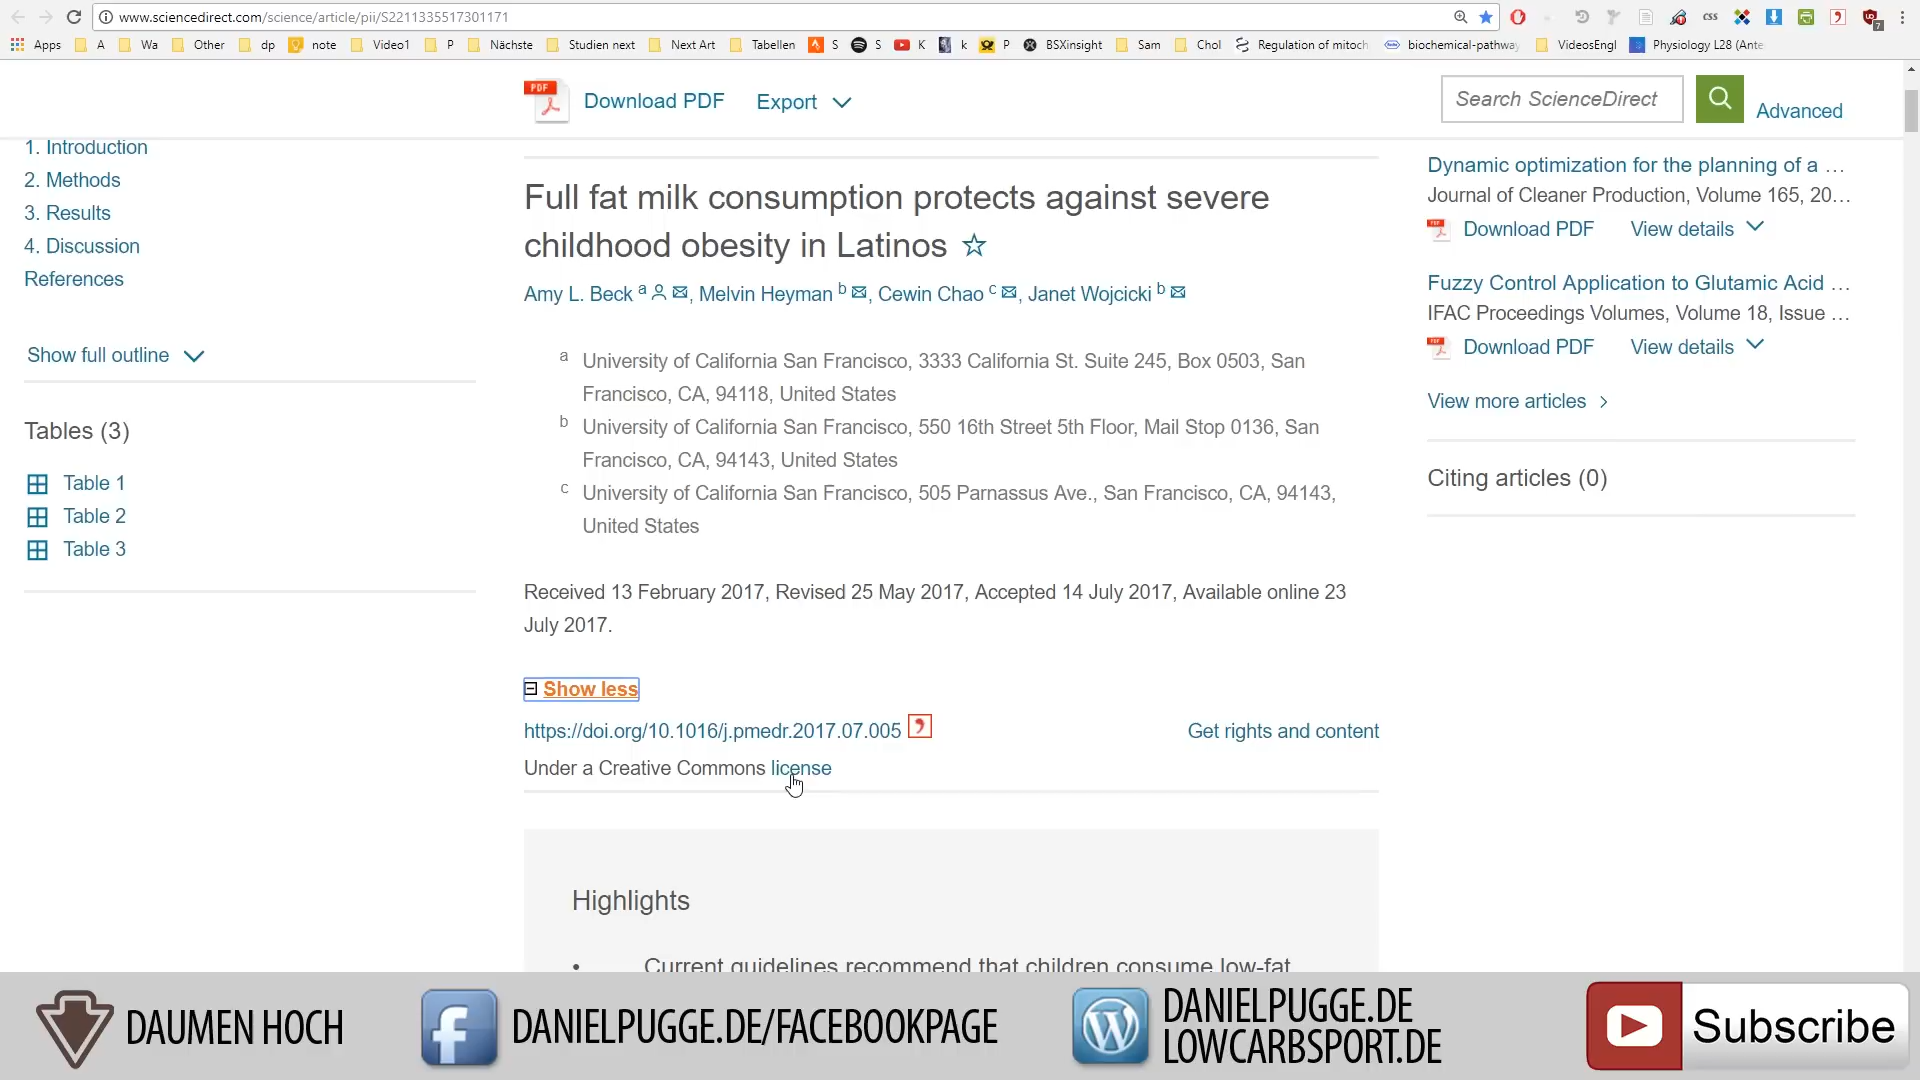 www.sciencedirect.com/science/article/pii/S2211335517301171
Apps A Wa Other dp note Video1 P Nächste Studien next Next Art Tabellen S S K k P BSXinsight Sam Chol Regulation of mitoch biochemical-pathway VideosEngl Physiology L28 (Ante
PDF Download PDF Export
Search ScienceDirect Advanced
1. Introduction
2. Methods
3. Results
4. Discussion
References
Show full outline
Tables (3)
Table 1
Table 2
Table 3
Full fat milk consumption protects against severe
childhood obesity in Latinos
Amy L. Beck a, Melvin Heyman b, Cewin Chao c, Janet Wojcicki b
a University of California San Francisco, 3333 California St. Suite 245, Box 0503, San
Francisco, CA, 94118, United States
b University of California San Francisco, 550 16th Street 5th Floor, Mail Stop 0136, San
Francisco, CA, 94143, United States
c University of California San Francisco, 505 Parnassus Ave., San Francisco, CA, 94143,
United States
Received 13 February 2017, Revised 25 May 2017, Accepted 14 July 2017, Available online 23
July 2017.
Show less
https://doi.org/10.1016/j.pmedr.2017.07.005
Get rights and content
Under a Creative Commons license
Highlights
• Current guidelines recommend that children consume low-fat
Dynamic optimization for the planning of a ...
Journal of Cleaner Production, Volume 165, 20...
Download PDF View details
Fuzzy Control Application to Glutamic Acid ...
IFAC Proceedings Volumes, Volume 18, Issue ...
Download PDF View details
View more articles
Citing articles (0)
DAUMEN HOCH
DANIELPUGGE.DE/FACEBOOKPAGE
DANIELPUGGE.DE
LOWCARBSPORT.DE
Subscribe